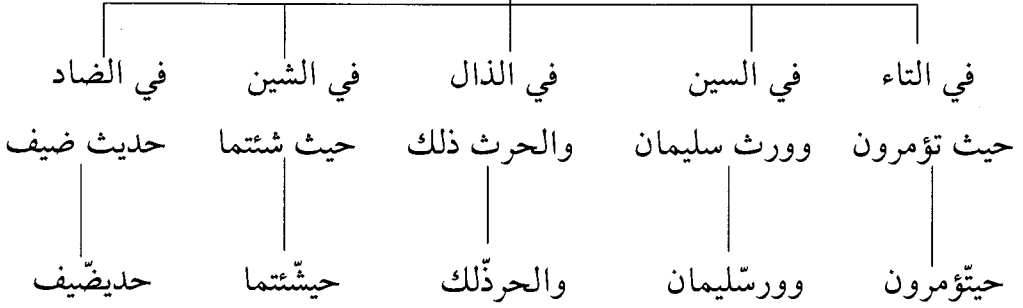 في التاء في السين في الذال في الشين في الضاد
حيث تؤمرون وورث سليمان والحرث ذلك حيث شئتما حديث ضيف
حيتّؤمرون وورسّليمان والحرذّلك حيشّئتما حديضّيف